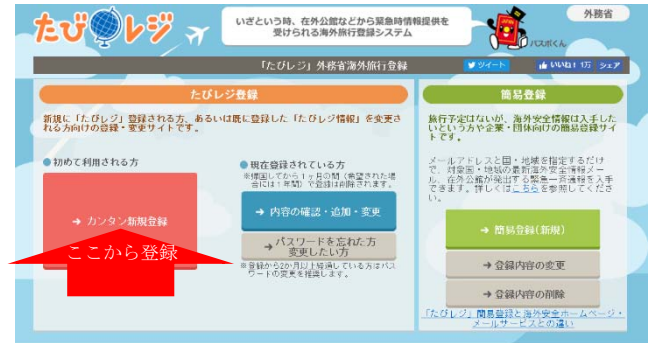 たびレジ
いざという時、在外公館などから緊急時情報提供を
受けられる海外旅行登録システム
パスポくん
外務省
「たびレジ」外務省海外旅行登録
ツイート
いいね! 1万
シェア
たびレジ登録
新規に「たびレジ」登録される方、あるいは既に登録した「たびレジ情報」を変更さ
れる方向けの登録・変更サイトです。
初めて利用される方
→ カンタン新規登録
ここから登録
現在登録されている方
※帰国してから1ヶ月の間(希望された場
合には1年間)で登録は削除されます。
→ 内容の確認・追加・変更
→ パスワードを忘れた方
変更したい方
※登録から2か月以上経過している方はパス
ワードの変更を推奨します。
簡易登録
旅行予定はないが、海外安全情報は入手した
いという方や企業・団体向けの簡易登録サイ
トです。
メールアドレスと国・地域を指定するだけ
で、対象国・地域の最新海外安全情報メー
ル、在外公館が発出する緊急一斉通報を入手
できます。詳しくはこちらを参照してくださ
い。
→ 簡易登録(新規)
→ 登録内容の変更
→ 登録内容の削除
「たびレジ」簡易登録と海外安全ホームページ・
メールサービスとの違い